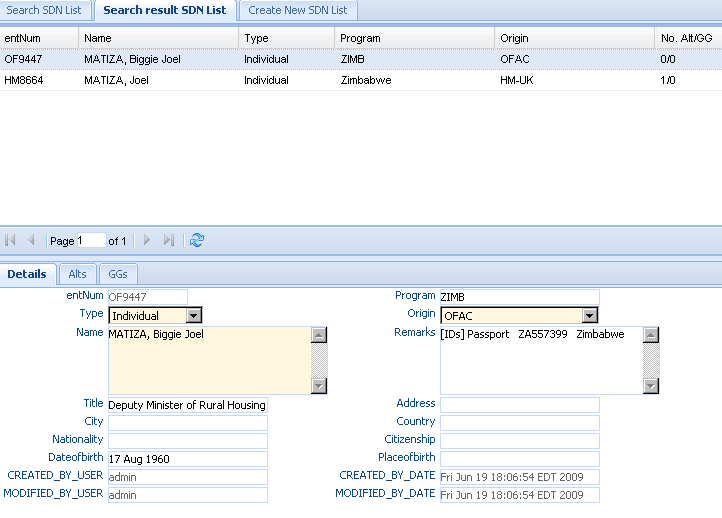 Search SDN List Search result SDN List Create New SDN List
entNum Name Type Program Origin No. Alt/GG
OF9447 MATIZA, Biggie Joel Individual ZIMB OFAC 0/0
HM8664 MATIZA, Joel Individual Zimbabwe HM-UK 1/0
Page 1 of 1
Details Alts GGs
entNum OF9447 Program ZIMB
Type Individual Origin OFAC
Name MATIZA, Biggie Joel Remarks [IDs] Passport ZA557399 Zimbabwe
Title Deputy Minister of Rural Housing Address
City Country
Nationality Citizenship
Dateofbirth 17 Aug 1960 Placeofbirth
CREATED_BY_USER admin CREATED_BY_DATE Fri Jun 19 18:06:54 EDT 2009
MODIFIED_BY_USER admin MODIFIED_BY_DATE Fri Jun 19 18:06:54 EDT 2009